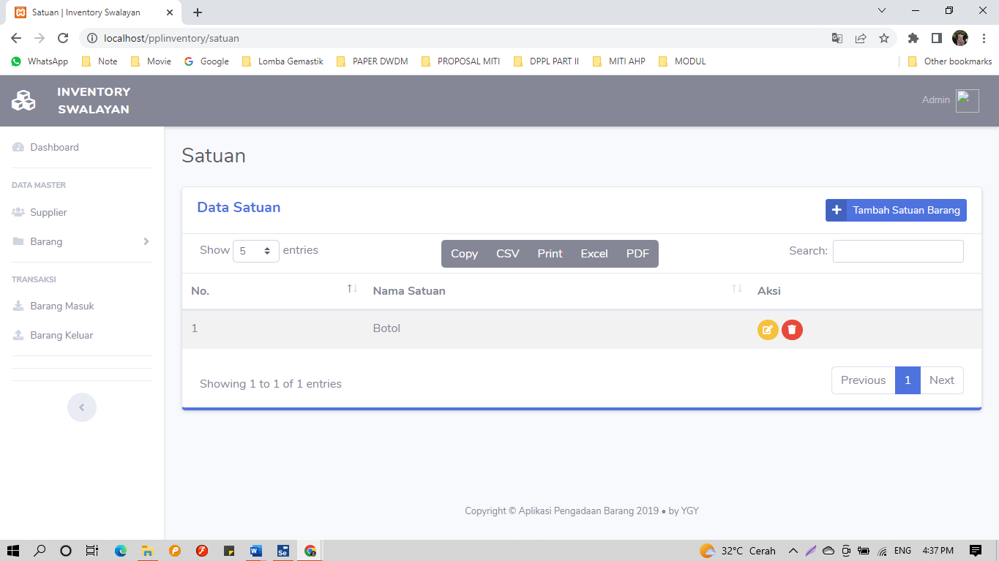 Satuan | Inventory Swalayan
localhost/pplinventory/satuan
WhatsApp Note Movie Google Lomba Gemastik PAPER DWDM PROPOSAL MITI DPPL PART II MITI AHP MODUL Other bookmarks
INVENTORY
SWALAYAN
Admin
Dashboard
DATA MASTER
Supplier
Barang
TRANSAKSI
Barang Masuk
Barang Keluar
Satuan
Data Satuan
Tambah Satuan Barang
Show 5 entries
Copy CSV Print Excel PDF
Search:
No. Nama Satuan Aksi
1 Botol
Showing 1 to 1 of 1 entries
Previous 1 Next
Copyright © Aplikasi Pengadaan Barang 2019 • by YGY
32°C Cerah ENG 4:37 PM